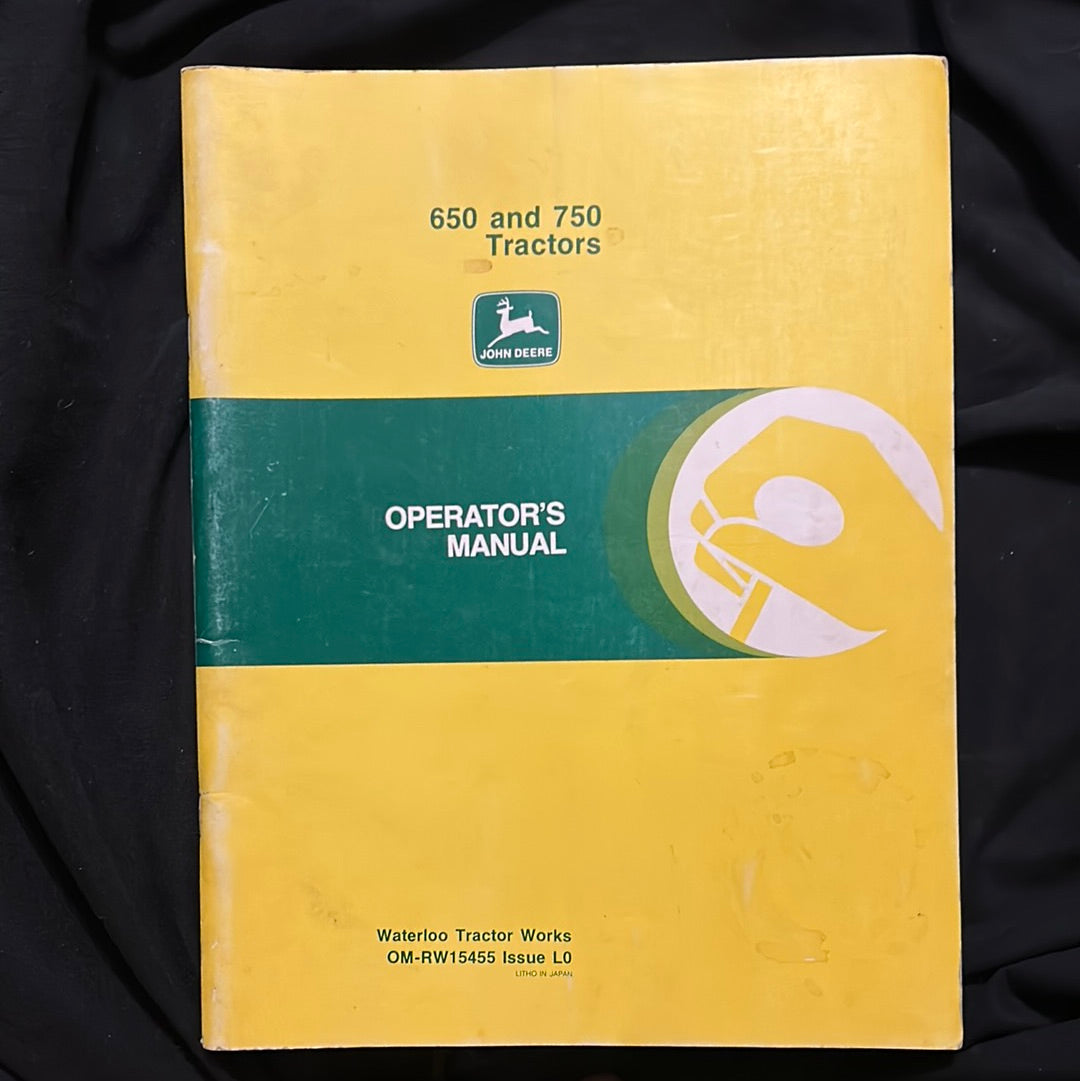 650 and 750
Tractors
JOHN DEERE
OPERATOR'S
MANUAL
Waterloo Tractor Works
OM-RW15455 Issue L0
LITHO IN JAPAN